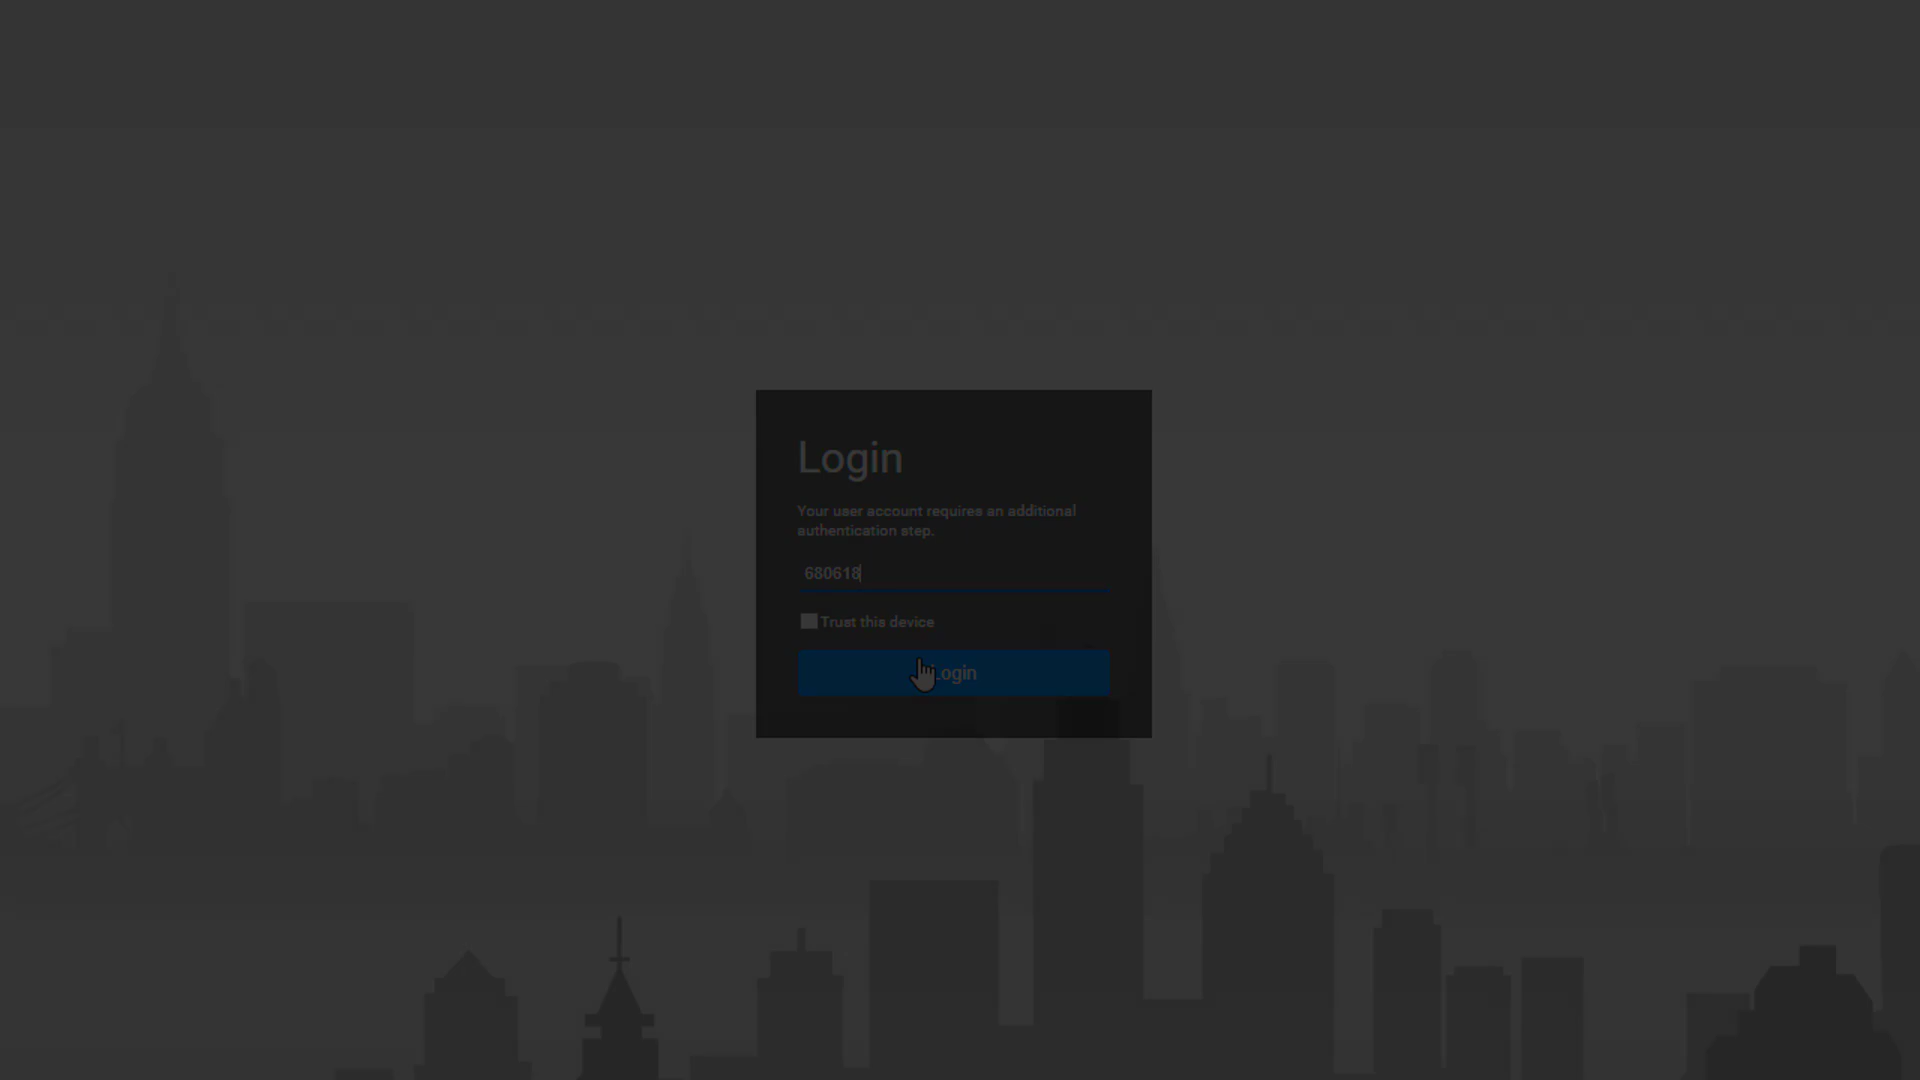 Login
Your user account requires an additional
authentication step.
680618
Trust this device
Login